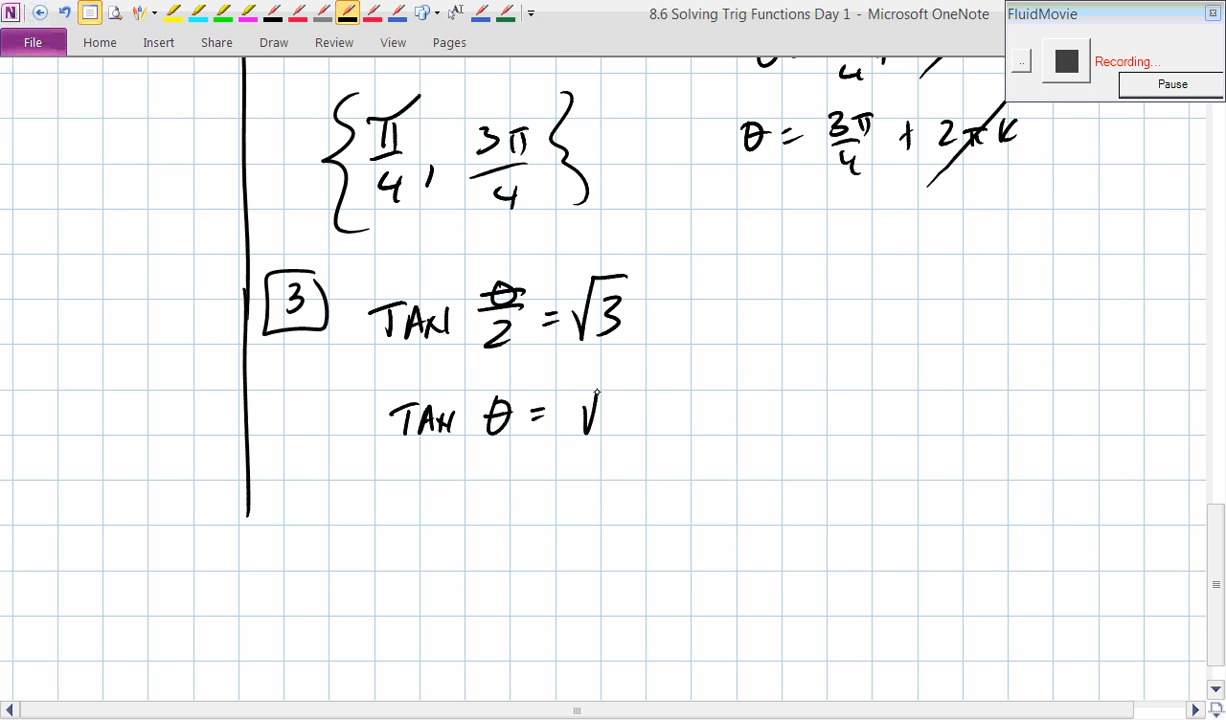 8.6 Solving Trig Functions Day 1 - Microsoft OneNote
FluidMovie
File Home Insert Share Draw Review View Pages
.. Recording...
Pause
{π/4, 3π/4}
θ = 3π/4 + 2πk
3 TAN θ/2 = √3
TAN θ = √